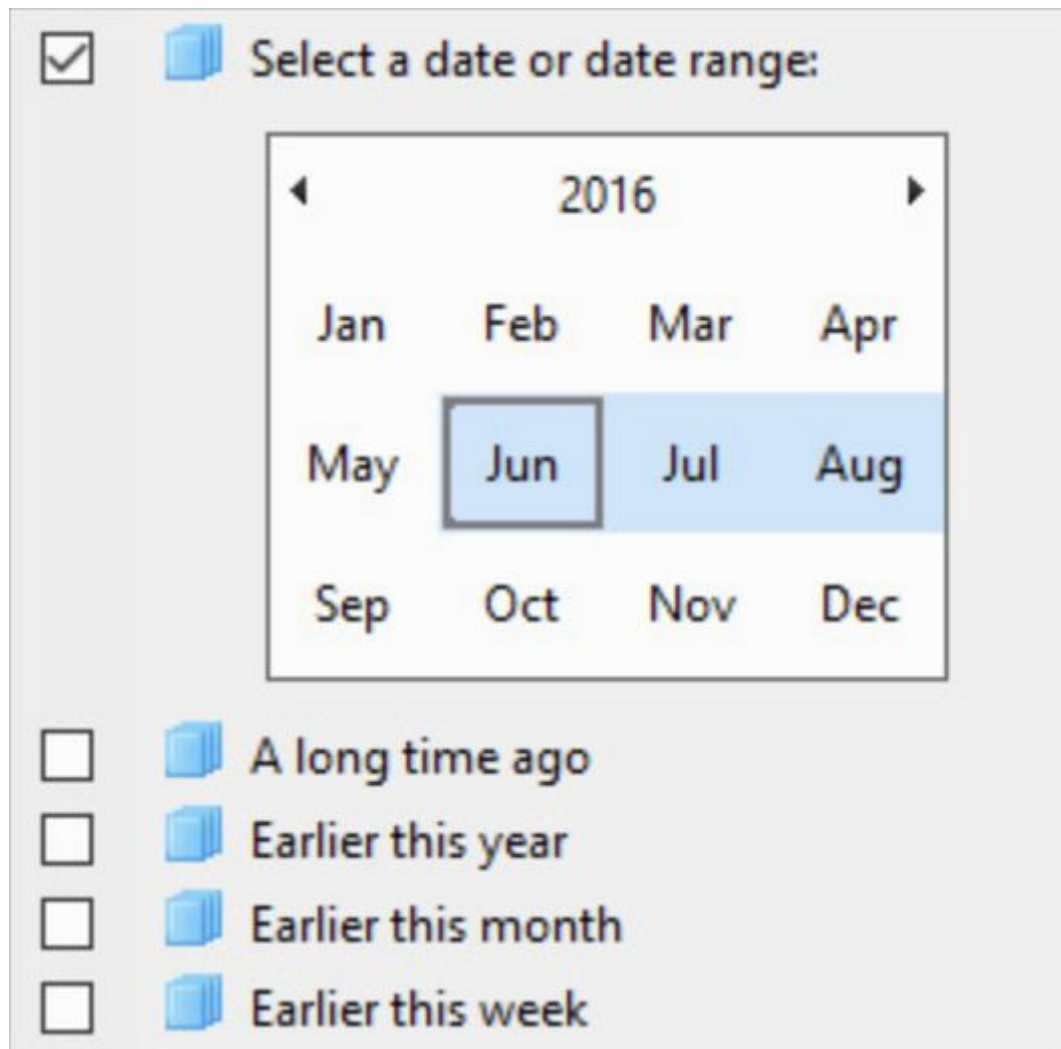 Select a date or date range:
2016
Jan Feb Mar Apr
May Jun Jul Aug
Sep Oct Nov Dec
A long time ago
Earlier this year
Earlier this month
Earlier this week